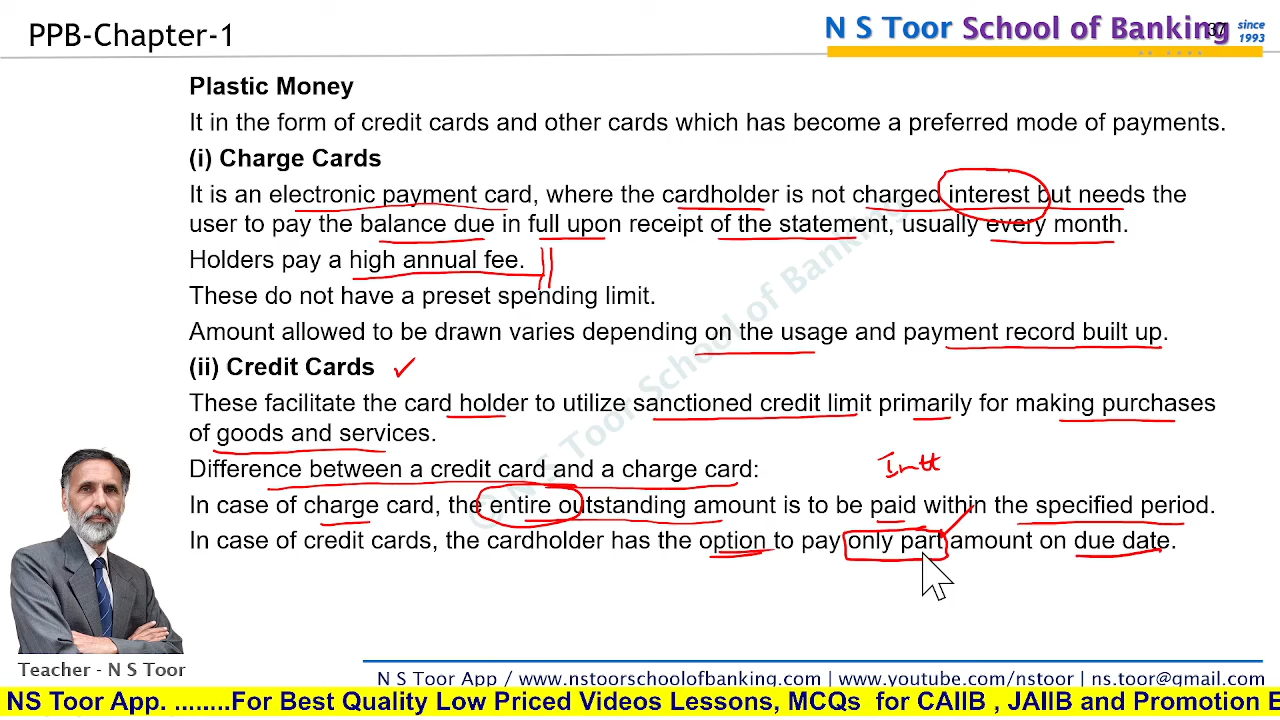 PPB-Chapter-1
N S Toor School of Banking
37
since
1993
Plastic Money
It in the form of credit cards and other cards which has become a preferred mode of payments.
(i) Charge Cards
It is an electronic payment card, where the cardholder is not charged interest but needs the
user to pay the balance due in full upon receipt of the statement, usually every month.
Holders pay a high annual fee.
These do not have a preset spending limit.
Amount allowed to be drawn varies depending on the usage and payment record built up.
(ii) Credit Cards
These facilitate the card holder to utilize sanctioned credit limit primarily for making purchases
of goods and services.
Difference between a credit card and a charge card:
In case of charge card, the entire outstanding amount is to be paid within the specified period.
In case of credit cards, the cardholder has the option to pay only part amount on due date.
© N S Toor School of Banking
Teacher - N S Toor
N S Toor App / www.nstoorschoolofbanking.com | www.youtube.com/nstoor | ns.toor@gmail.com
NS Toor App. ........For Best Quality Low Priced Videos Lessons, MCQs for CAIIB , JAIIB and Promotion E